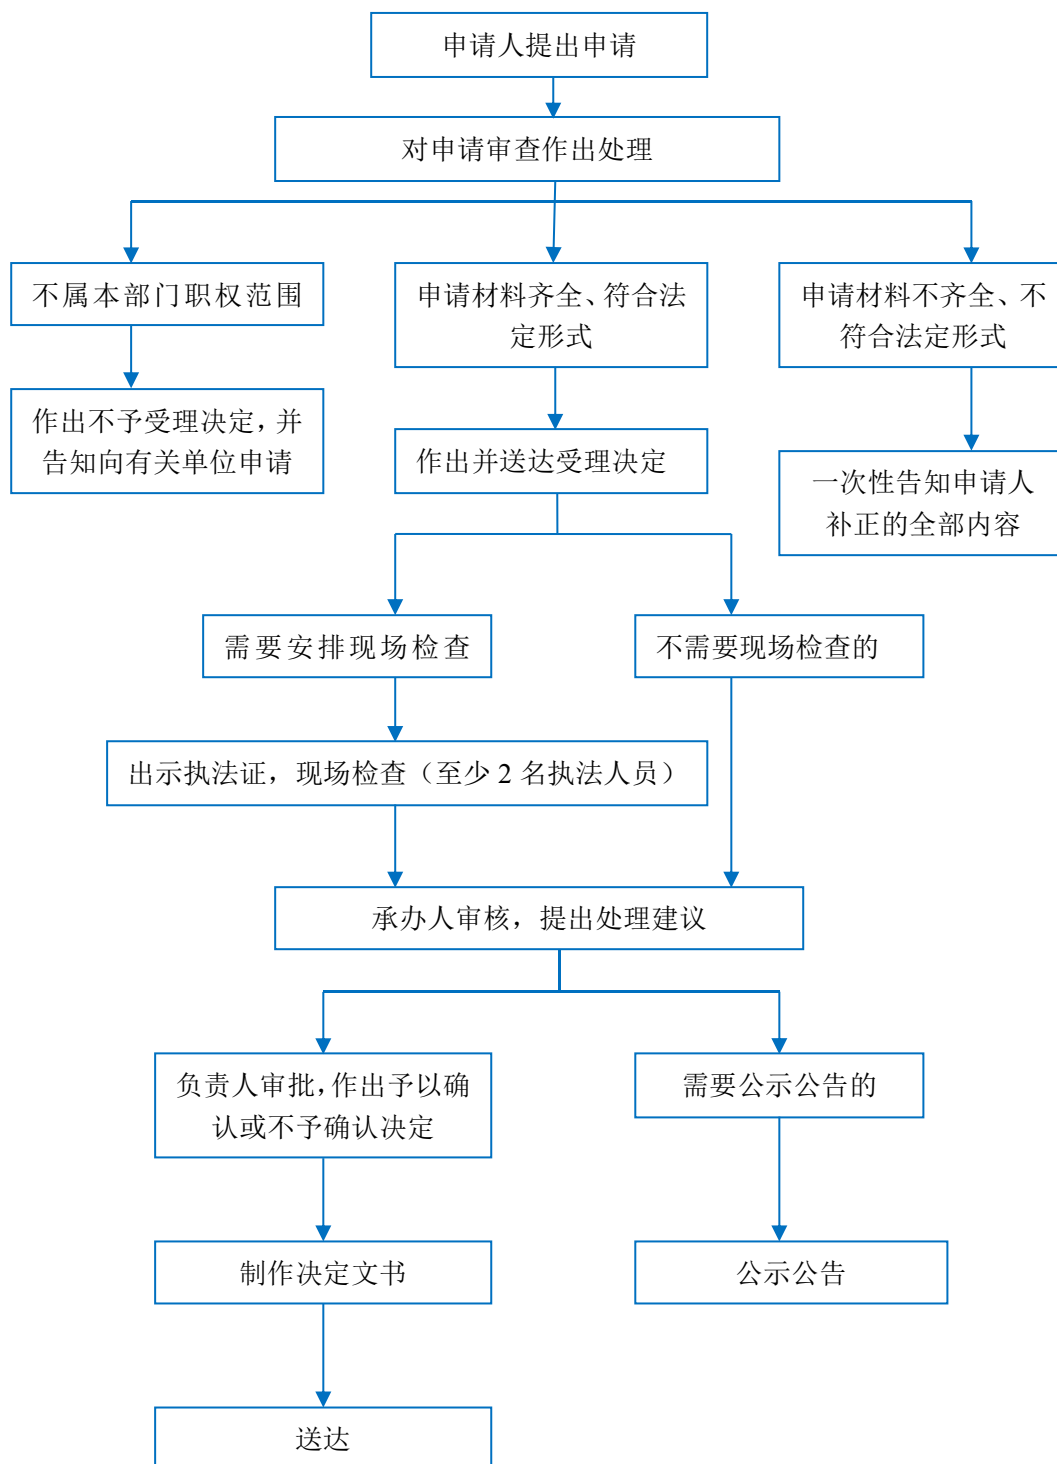 申请人提出申请
对申请审查作出处理
不属本部门职权范围
申请材料齐全、符合法
定形式
申请材料不齐全、不
符合法定形式
作出不予受理决定，并
告知向有关单位申请
作出并送达受理决定
一次性告知申请人
补正的全部内容
需要安排现场检查
不需要现场检查的
出示执法证，现场检查（至少 2 名执法人员）
承办人审核，提出处理建议
负责人审批，作出予以确
认或不予确认决定
需要公示公告的
制作决定文书
公示公告
送达